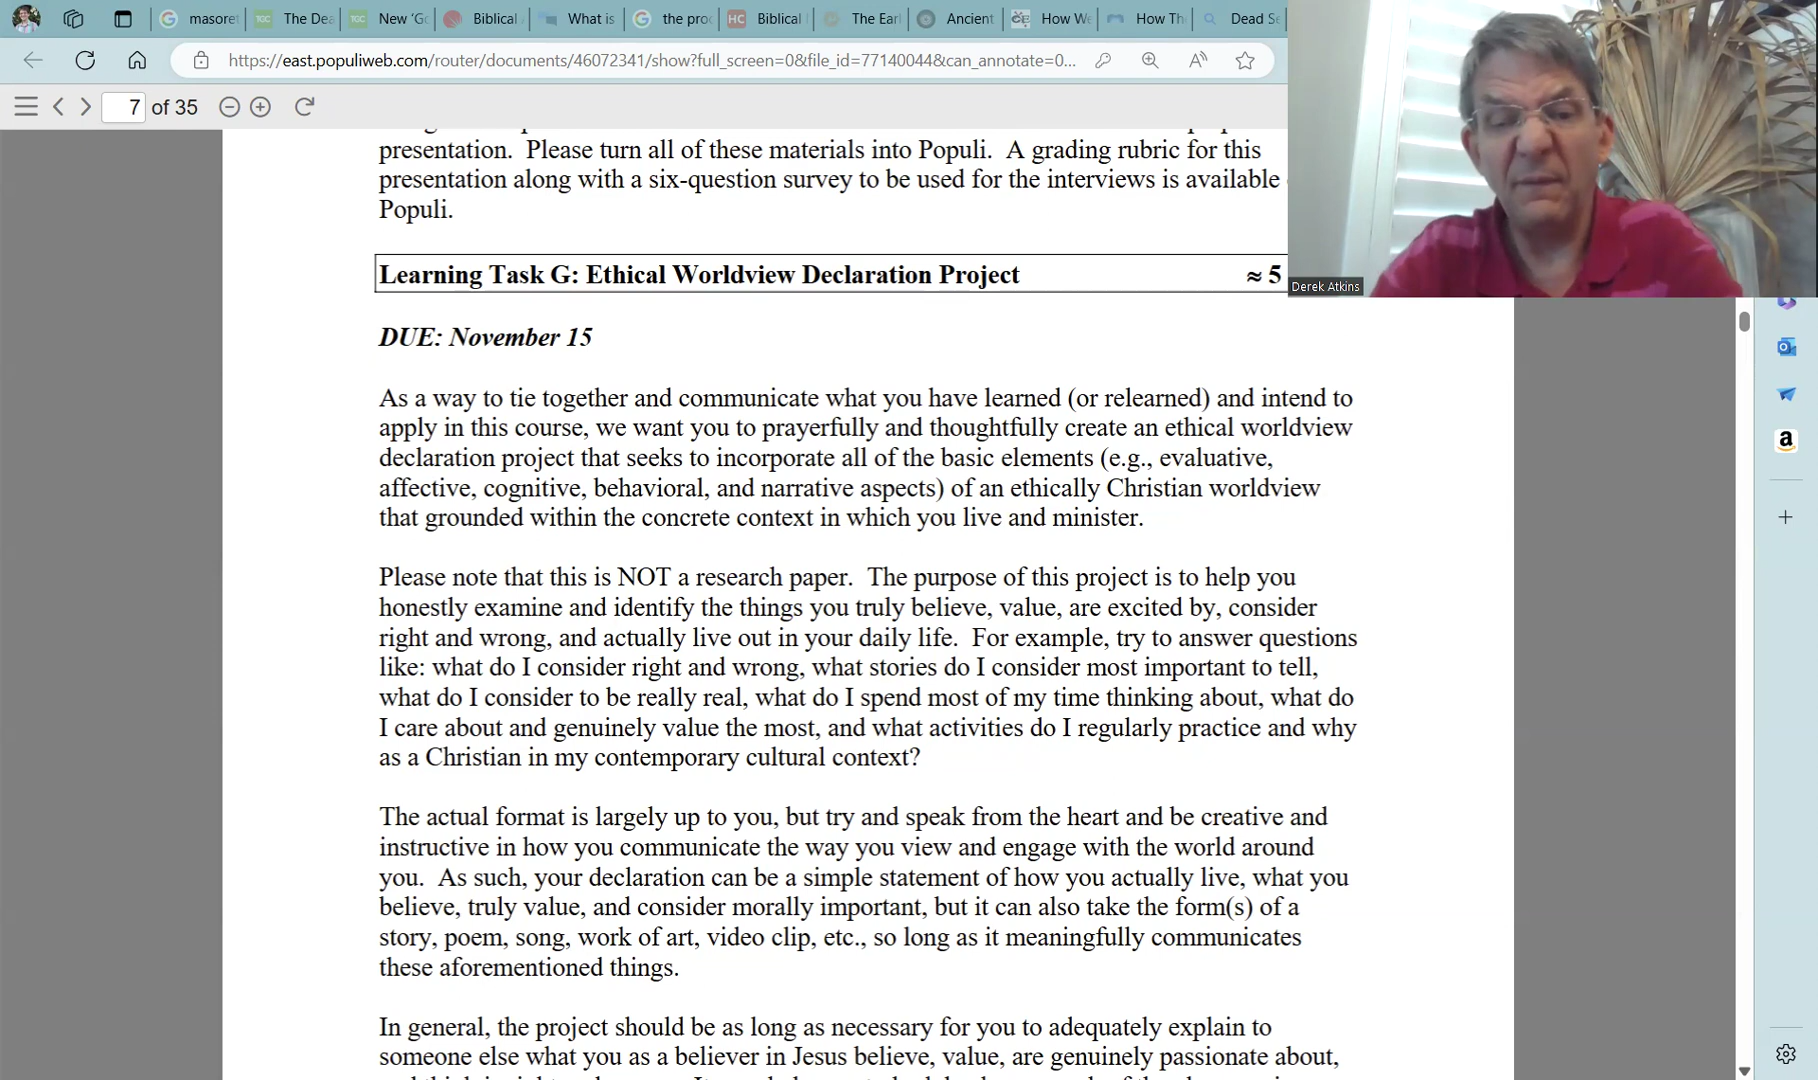 masoret
The Dea
New 'Go
Biblical
What is
the proc
Biblical
The Earl
Ancient
How We
How Th
Dead Se
https://east.populiweb.com/router/documents/46072341/show?full_screen=0&file_id=77140044&can_annotate=0...
7 of 35
presentation. Please turn all of these materials into Populi. A grading rubric for this
presentation along with a six-question survey to be used for the interviews is available
Populi.
Learning Task G: Ethical Worldview Declaration Project ≈ 5
Derek Atkins
DUE: November 15
As a way to tie together and communicate what you have learned (or relearned) and intend to
apply in this course, we want you to prayerfully and thoughtfully create an ethical worldview
declaration project that seeks to incorporate all of the basic elements (e.g., evaluative,
affective, cognitive, behavioral, and narrative aspects) of an ethically Christian worldview
that grounded within the concrete context in which you live and minister.
Please note that this is NOT a research paper. The purpose of this project is to help you
honestly examine and identify the things you truly believe, value, are excited by, consider
right and wrong, and actually live out in your daily life. For example, try to answer questions
like: what do I consider right and wrong, what stories do I consider most important to tell,
what do I consider to be really real, what do I spend most of my time thinking about, what do
I care about and genuinely value the most, and what activities do I regularly practice and why
as a Christian in my contemporary cultural context?
The actual format is largely up to you, but try and speak from the heart and be creative and
instructive in how you communicate the way you view and engage with the world around
you. As such, your declaration can be a simple statement of how you actually live, what you
believe, truly value, and consider morally important, but it can also take the form(s) of a
story, poem, song, work of art, video clip, etc., so long as it meaningfully communicates
these aforementioned things.
In general, the project should be as long as necessary for you to adequately explain to
someone else what you as a believer in Jesus believe, value, are genuinely passionate about,